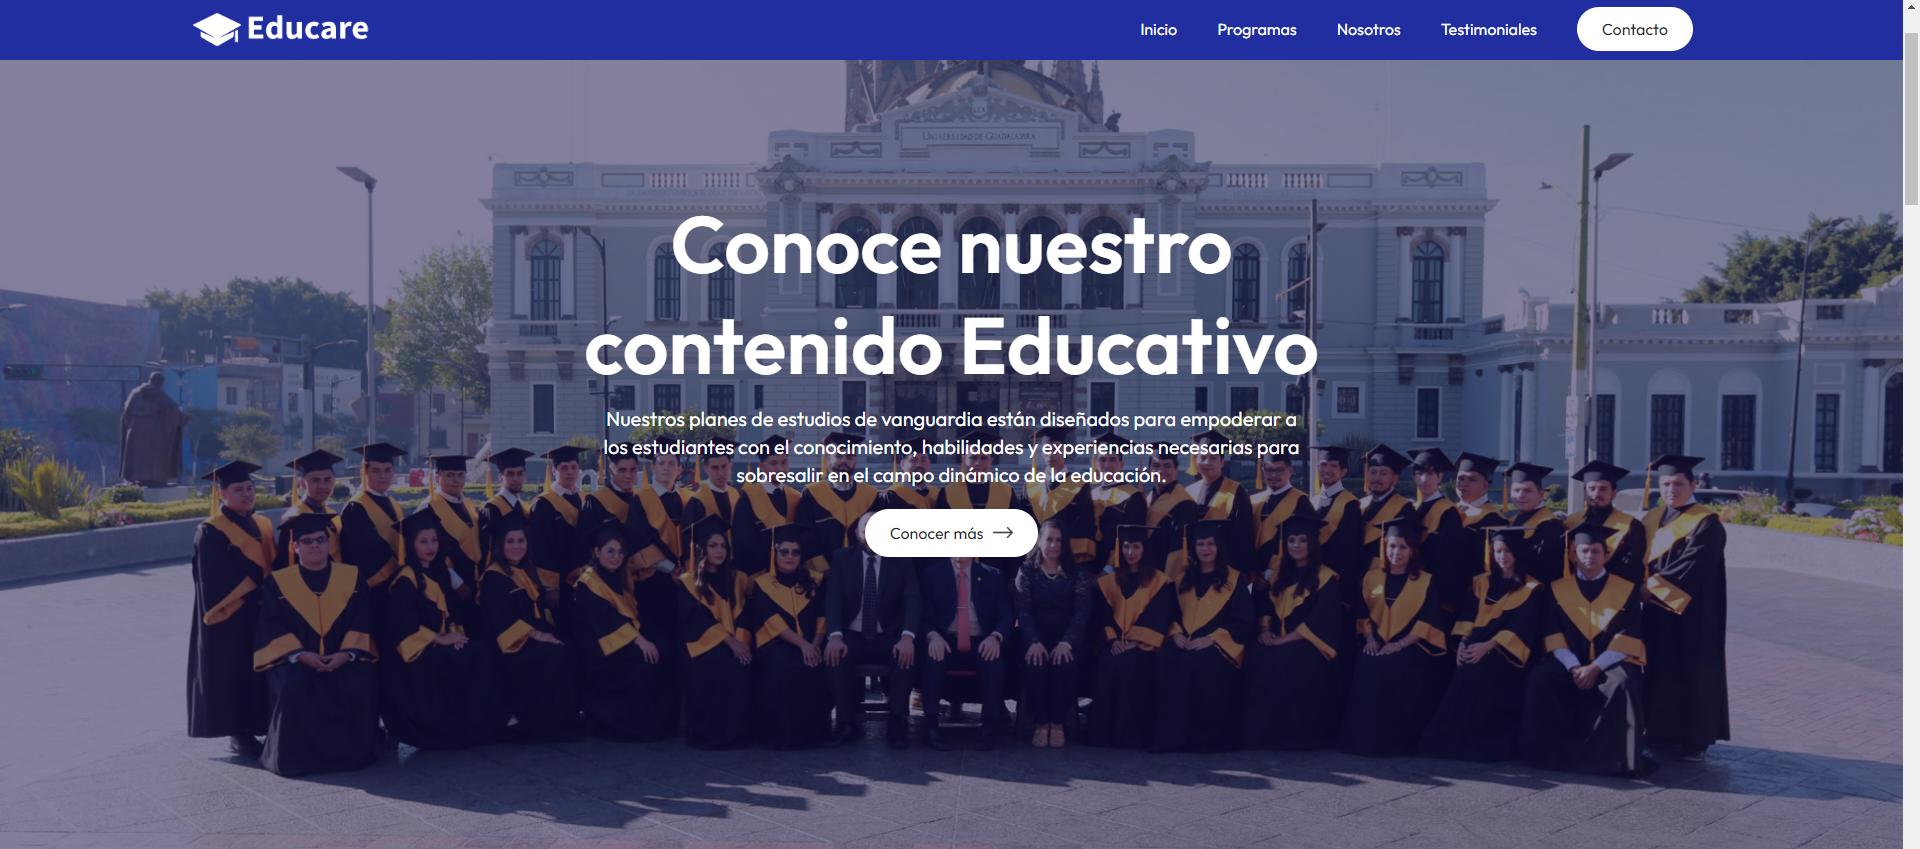 Educare
Inicio
Programas
Nosotros
Testimoniales
Contacto
UNIVERSIDAD DE GUADALAJARA
Conoce nuestro
contenido Educativo
Nuestros planes de estudios de vanguardia están diseñados para empoderar a
los estudiantes con el conocimiento, habilidades y experiencias necesarias para
sobresalir en el campo dinámico de la educación.
Conocer más